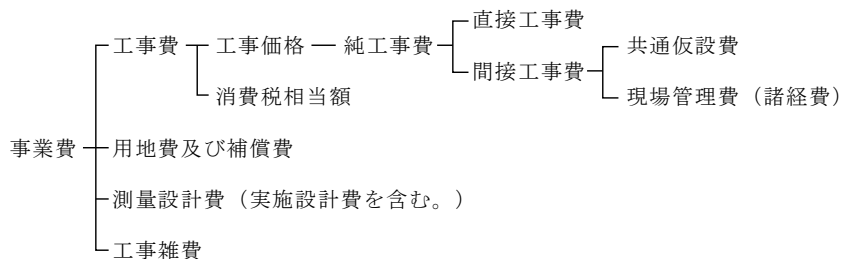 直接工事費
工事費 工事価格 純工事費 共通仮設費
間接工事費
消費税相当額 現場管理費（諸経費）
事業費 用地費及び補償費
測量設計費（実施設計費を含む。）
工事雑費